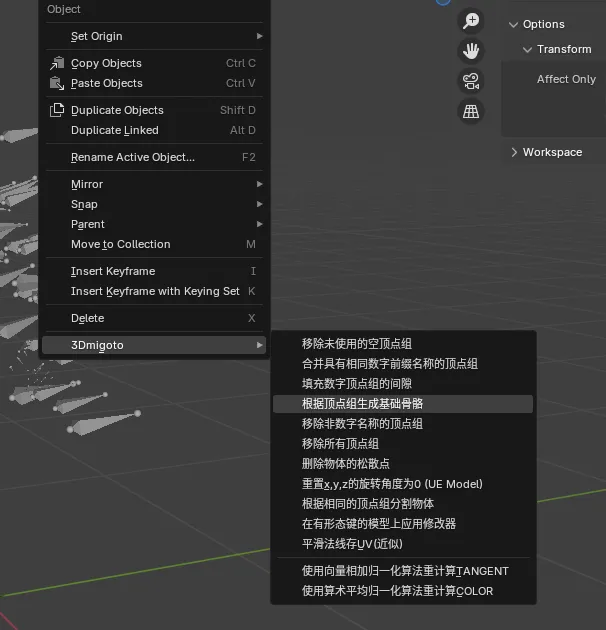 Object
Set Origin
Copy Objects Ctrl C
Paste Objects Ctrl V
Duplicate Objects Shift D
Duplicate Linked Alt D
Rename Active Object... F2
Mirror
Snap
Parent
Move to Collection M
Insert Keyframe I
Insert Keyframe with Keying Set K
Delete X
3Dmigoto
移除未使用的空顶点组
合并具有相同数字前缀名称的顶点组
填充数字顶点组的间隙
根据顶点组生成基础骨骼
移除非数字名称的顶点组
移除所有顶点组
删除物体的松散点
重置x,y,z的旋转角度为0 (UE Model)
根据相同的顶点组分割物体
在有形态键的模型上应用修改器
平滑法线存UV(近似)
使用向量相加归一化算法重计算TANGENT
使用算术平均归一化算法重计算COLOR
Options
Transform
Affect Only
Workspace